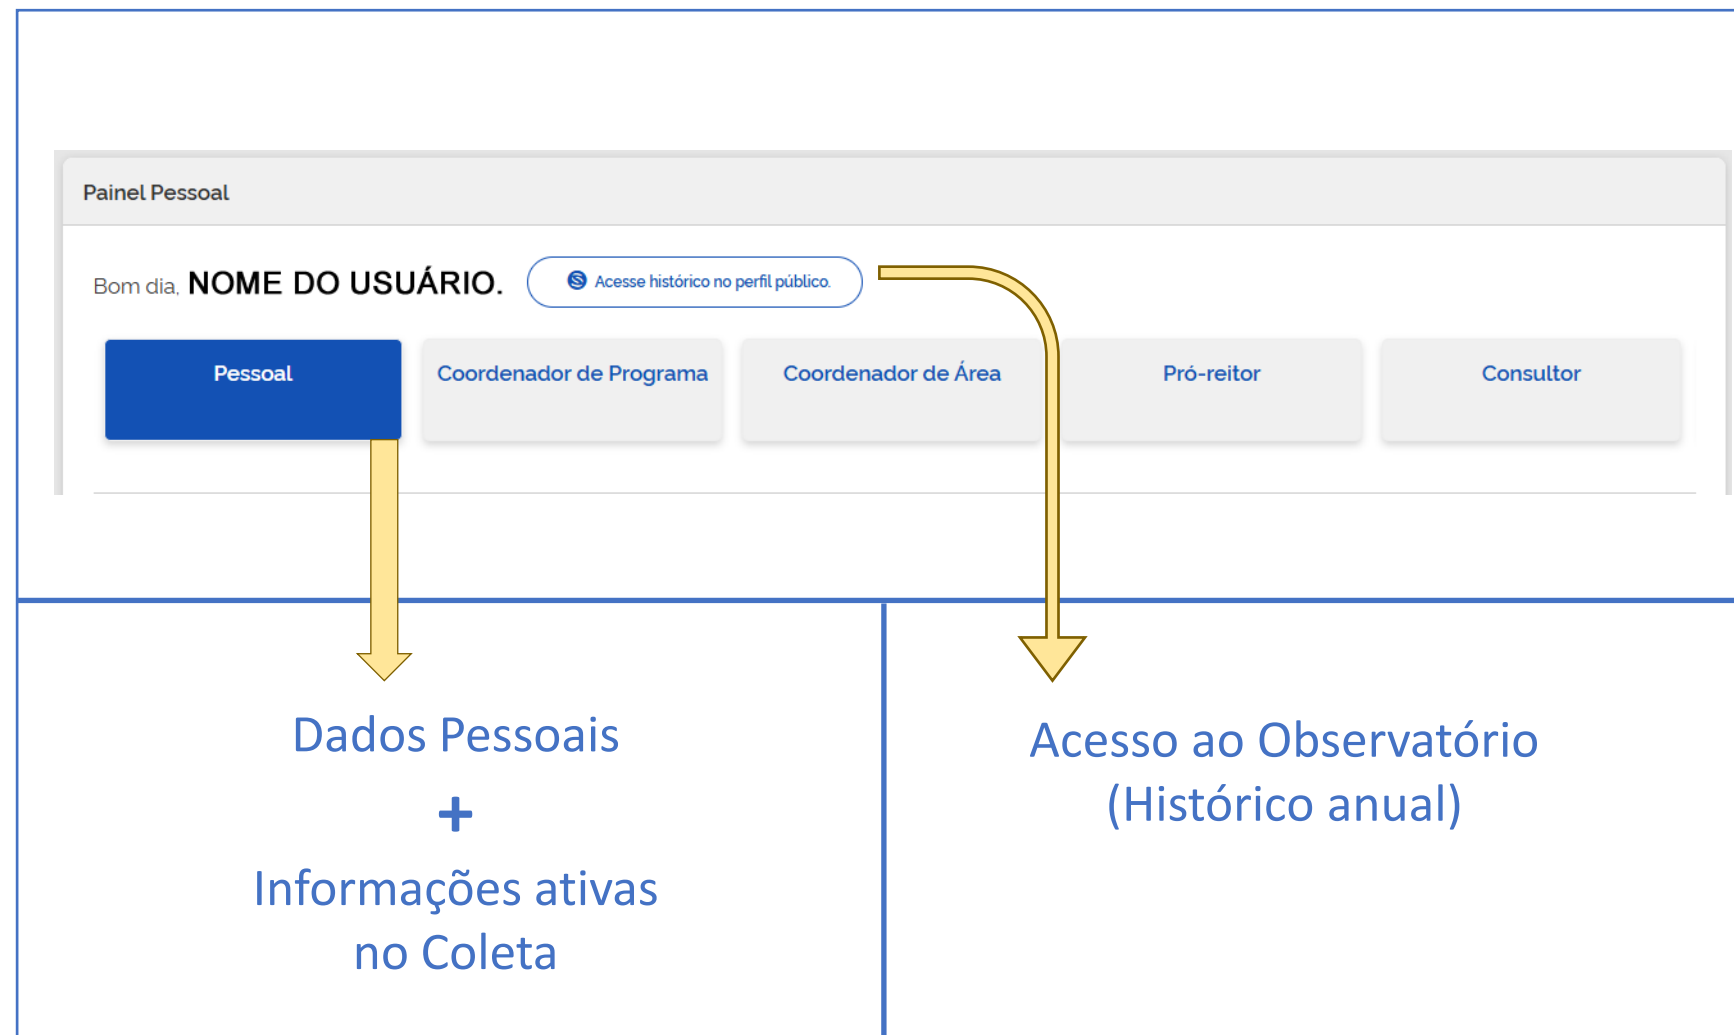 Painel Pessoal
Bom dia, NOME DO USUÁRIO.
Acesse histórico no perfil público.
Pessoal
Coordenador de Programa
Coordenador de Área
Pró-reitor
Consultor
Dados Pessoais
+
Informações ativas
no Coleta
Acesso ao Observatório
(Histórico anual)